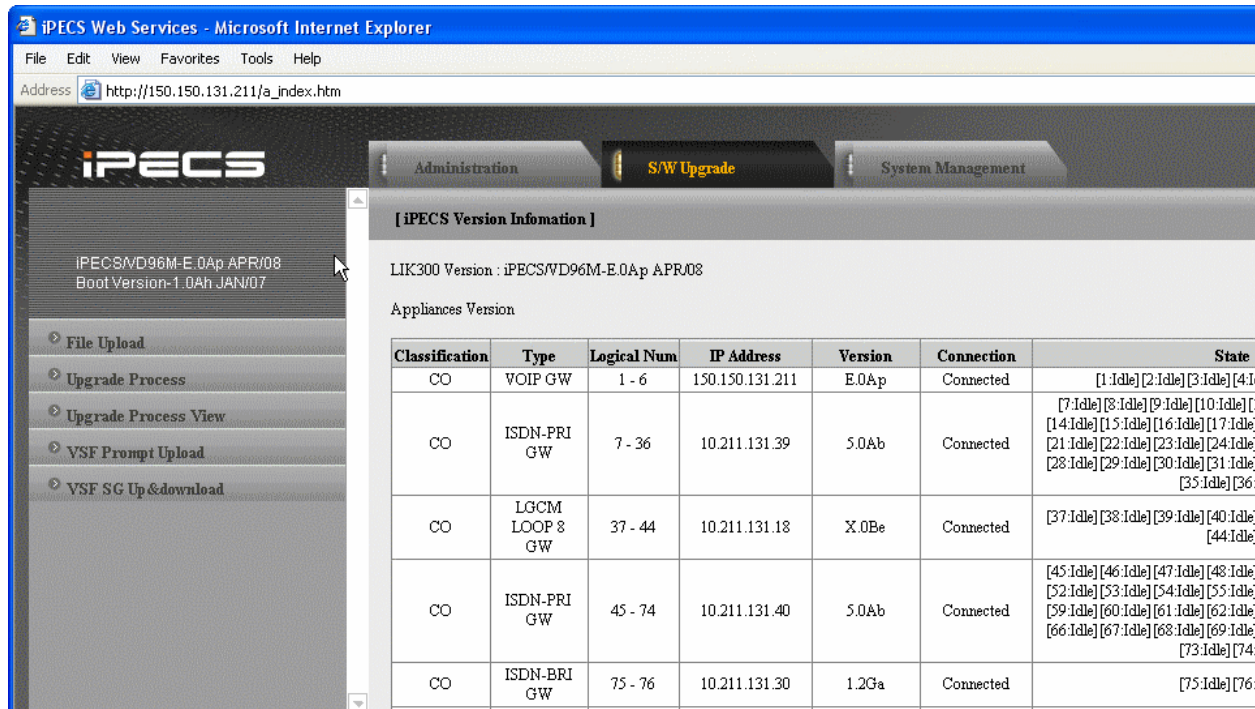 iPECS Web Services - Microsoft Internet Explorer
File Edit View Favorites Tools Help
Address http://150.150.131.211/a_index.htm
iPECS
Administration S/W Upgrade System Management
[ iPECS Version Infomation ]
iPECS/VD96M-E.0Ap APR/08
Boot Version-1.0Ah JAN/07
File Upload
Upgrade Process
Upgrade Process View
VSF Prompt Upload
VSF SG Up &download
LIK300 Version : iPECS/VD96M-E.0Ap APR/08
Appliances Version
Classification Type Logical Num IP Address Version Connection State
CO VOIP GW 1 - 6 150.150.131.211 E.0Ap Connected [1:Idle][2:Idle][3:Idle][4:I
CO ISDN-PRI GW 7 - 36 10.211.131.39 5.0Ab Connected [7:Idle][8:Idle][9:Idle][10:Idle][
[14:Idle][15:Idle][16:Idle][17:Idle]
[21:Idle][22:Idle][23:Idle][24:Idle]
[28:Idle][29:Idle][30:Idle][31:Idle]
[35:Idle][36:
CO LGCM LOOP 8 GW 37 - 44 10.211.131.18 X.0Be Connected [37:Idle][38:Idle][39:Idle][40:Idle]
[44:Idle]
CO ISDN-PRI GW 45 - 74 10.211.131.40 5.0Ab Connected [45:Idle][46:Idle][47:Idle][48:Idle]
[52:Idle][53:Idle][54:Idle][55:Idle]
[59:Idle][60:Idle][61:Idle][62:Idle]
[66:Idle][67:Idle][68:Idle][69:Idle]
[73:Idle][74:
CO ISDN-BRI GW 75 - 76 10.211.131.30 1.2Ga Connected [75:Idle][76: